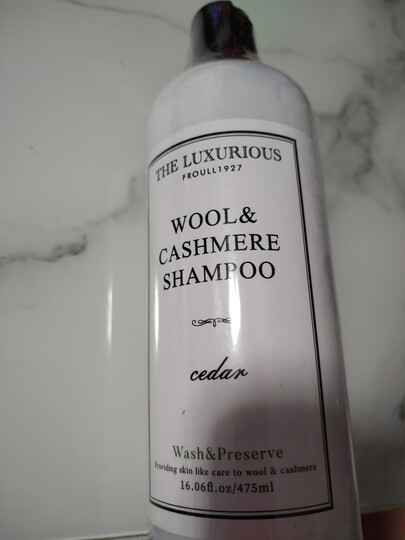 THE LUXURIOUS
FROULL1927
WOOL&
CASHMERE
SHAMPOO
cedar
Wash&Preserve
Providing skin like care to wool & cashmere
16.06fl.oz/475ml